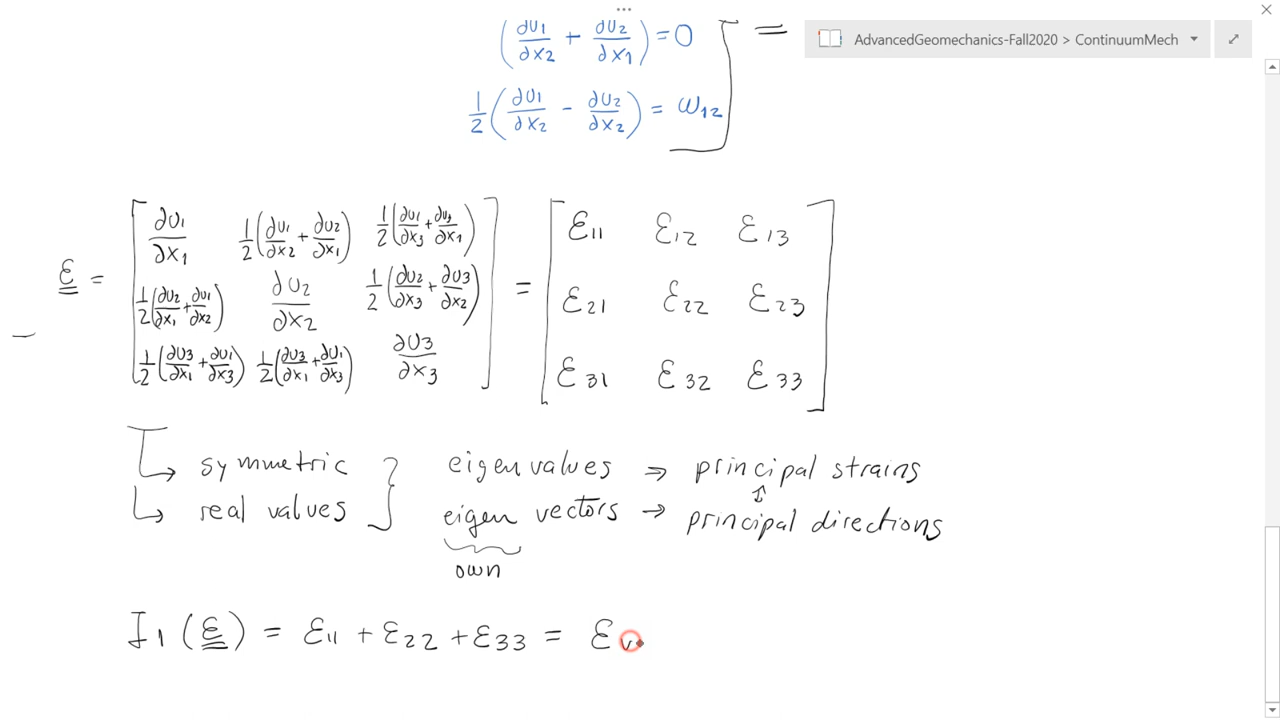 (∂U1/∂x2 + ∂U2/∂x1) = 0 =
AdvancedGeomechanics-Fall2020 > ContinuumMech
1/2 (∂U1/∂x2 - ∂U2/∂x2) = ω12
ε = [ ∂U1/∂x1 1/2(∂U1/∂x2 + ∂U2/∂x1) 1/2(∂U1/∂x3 + ∂U3/∂x1) ] = [ ε11 ε12 ε13 ]
[ 1/2(∂U2/∂x1 + ∂U1/∂x2) ∂U2/∂x2 1/2(∂U2/∂x3 + ∂U3/∂x2) ] [ ε21 ε22 ε23 ]
[ 1/2(∂U3/∂x1 + ∂U1/∂x3) 1/2(∂U3/∂x1 + ∂U1/∂x3) ∂U3/∂x3 ] [ ε31 ε32 ε33 ]
↳ symmetric } eigenvalues ⇒ principal strains
↳ real values eigen vectors → principal directions
own
I1(ε) = ε11 + ε22 + ε33 = εv